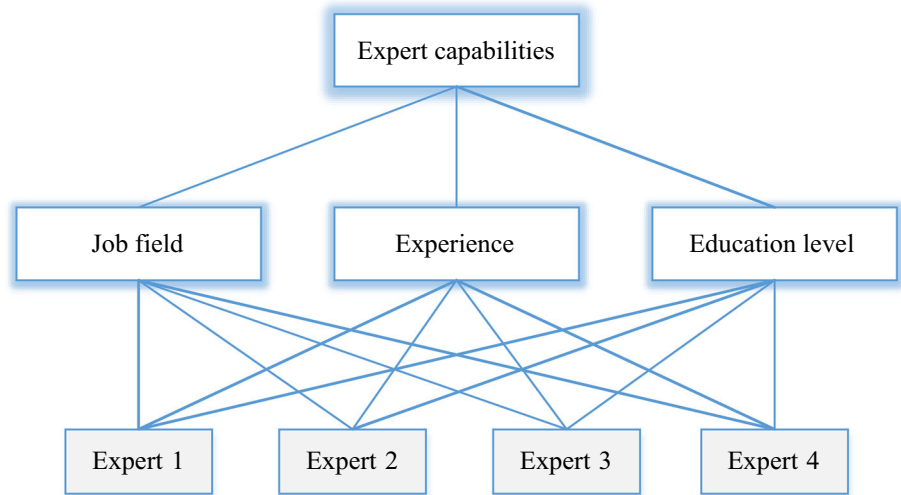 Expert capabilities
Job field
Experience
Education level
Expert 1
Expert 2
Expert 3
Expert 4